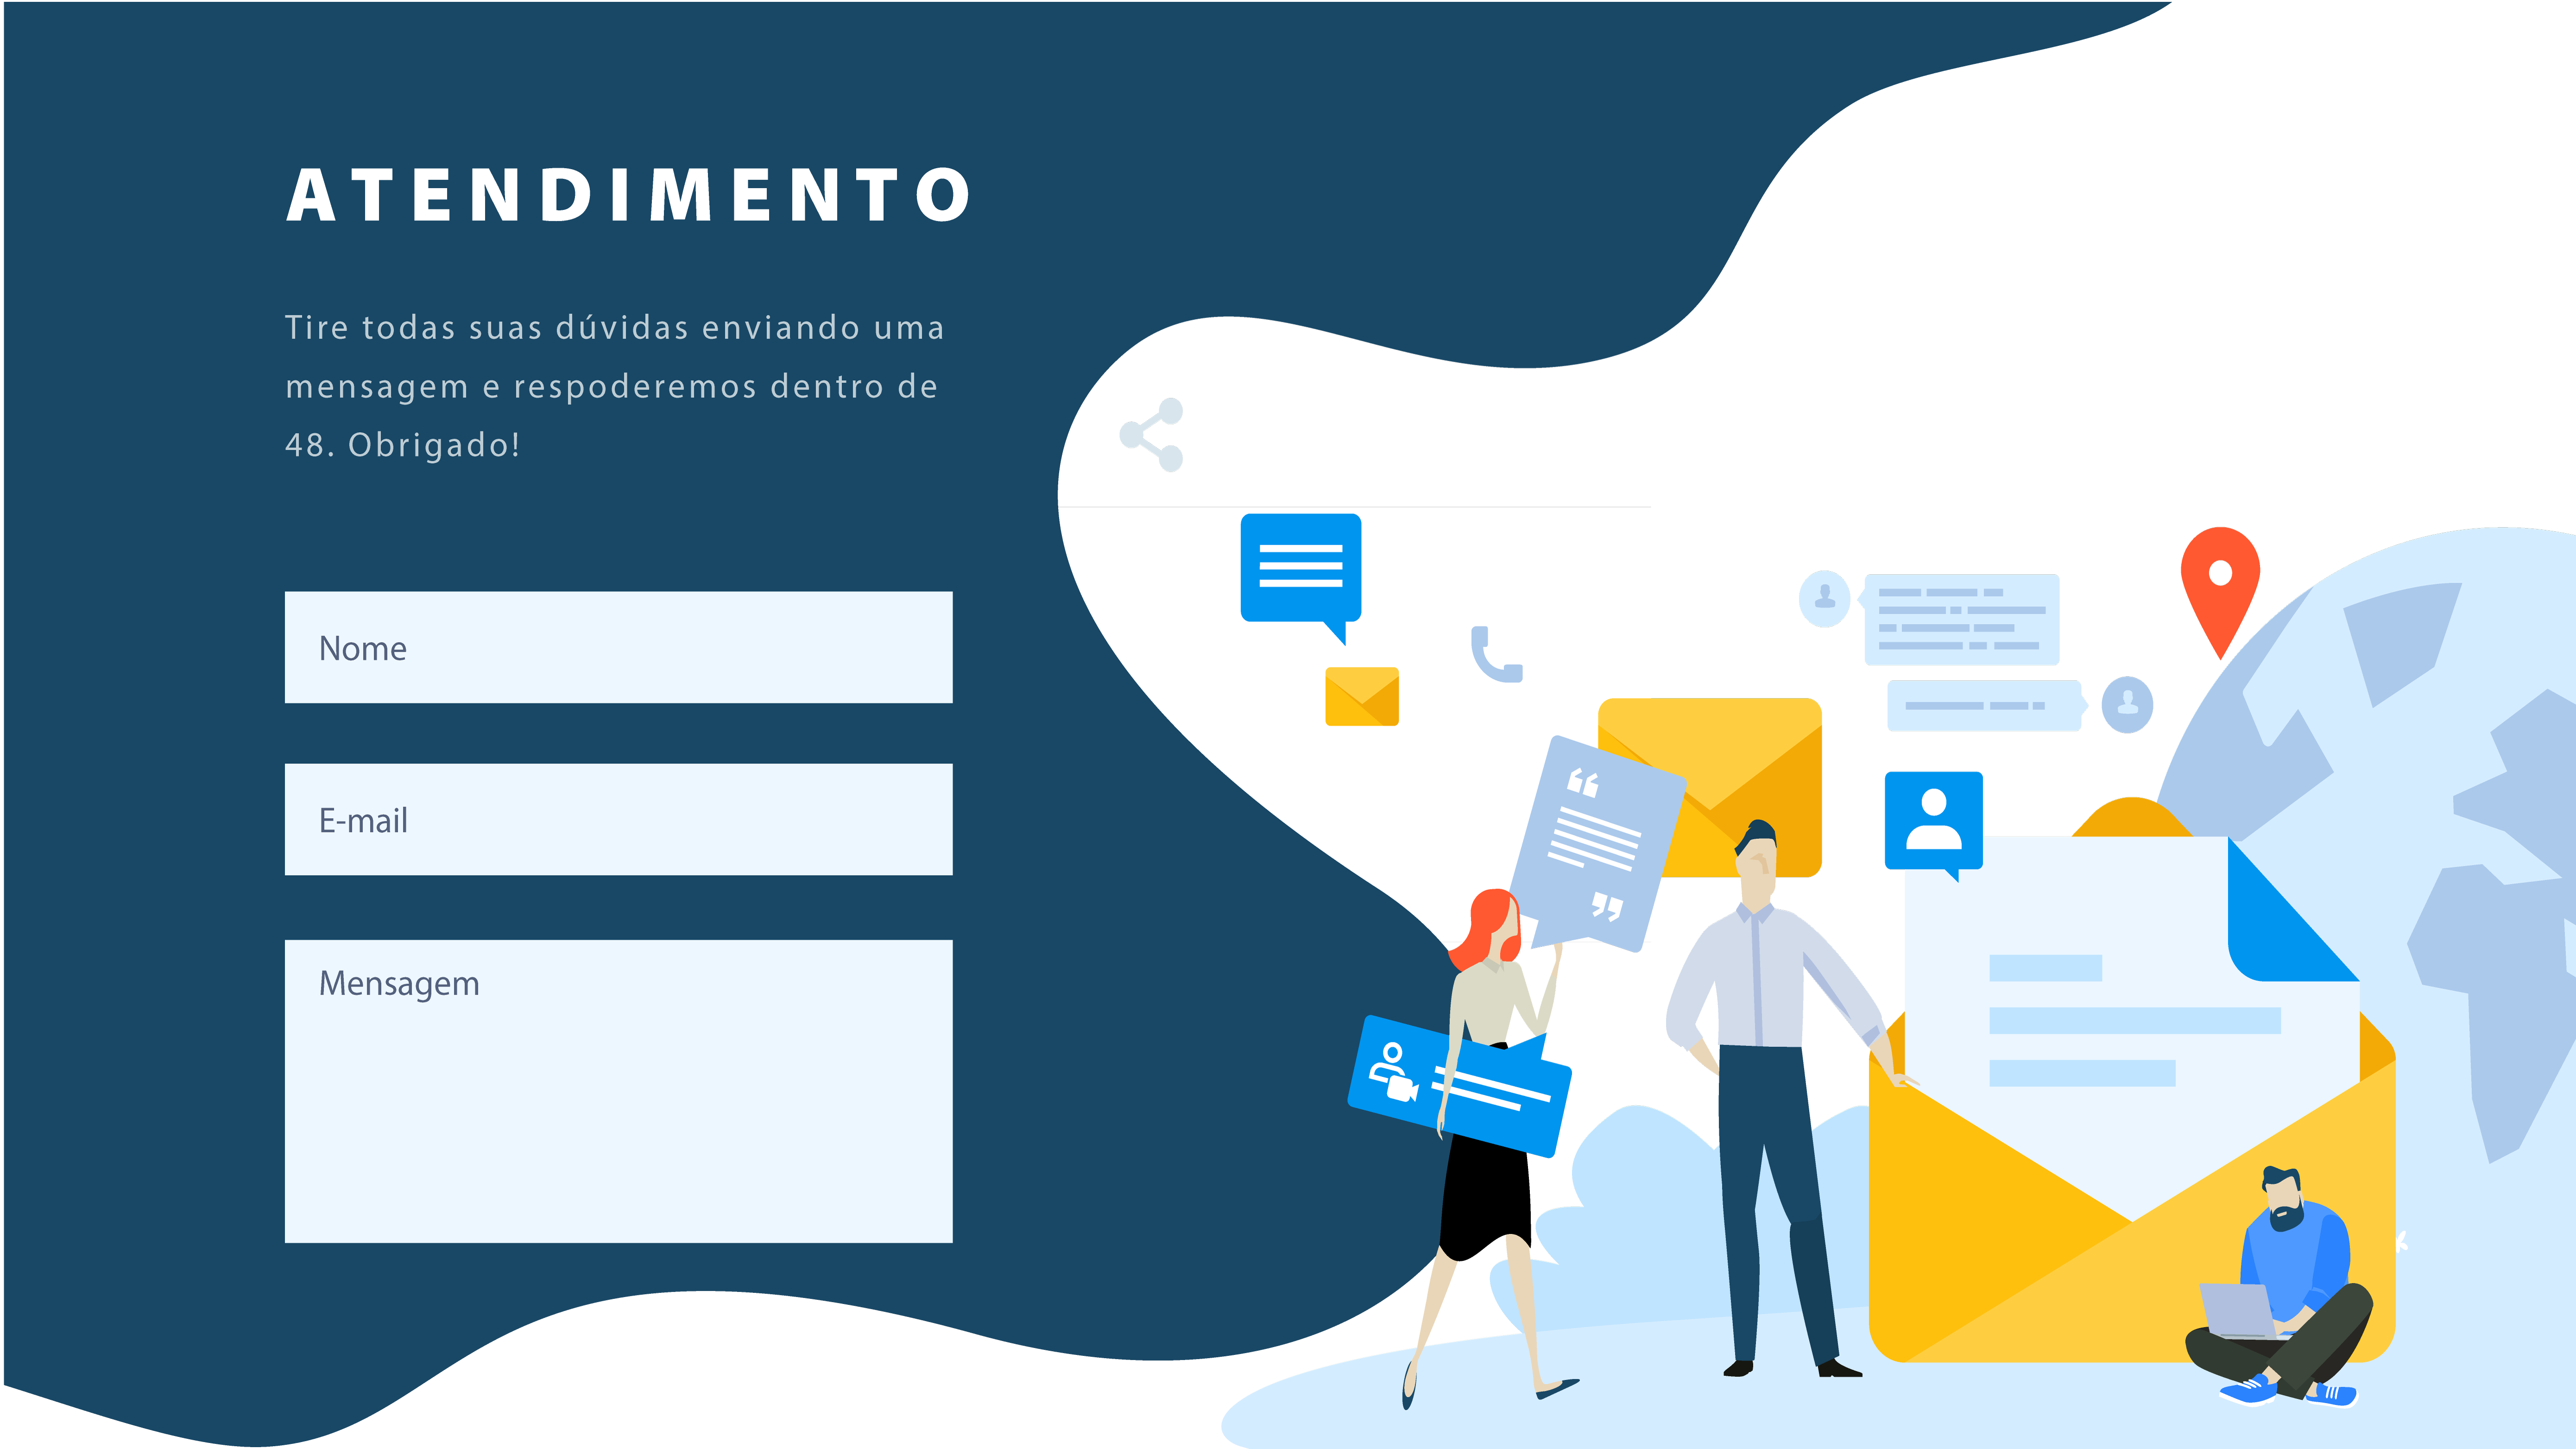 ATENDIMENTO
Tire todas suas dúvidas enviando uma
mensagem e respoderemos dentro de
48. Obrigado!
Nome
E-mail
Mensagem